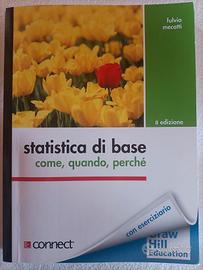 fulvia
mecatti
II edizione
statistica di base
come, quando, perché
con eserciziario
connect
Graw
Hill
Education